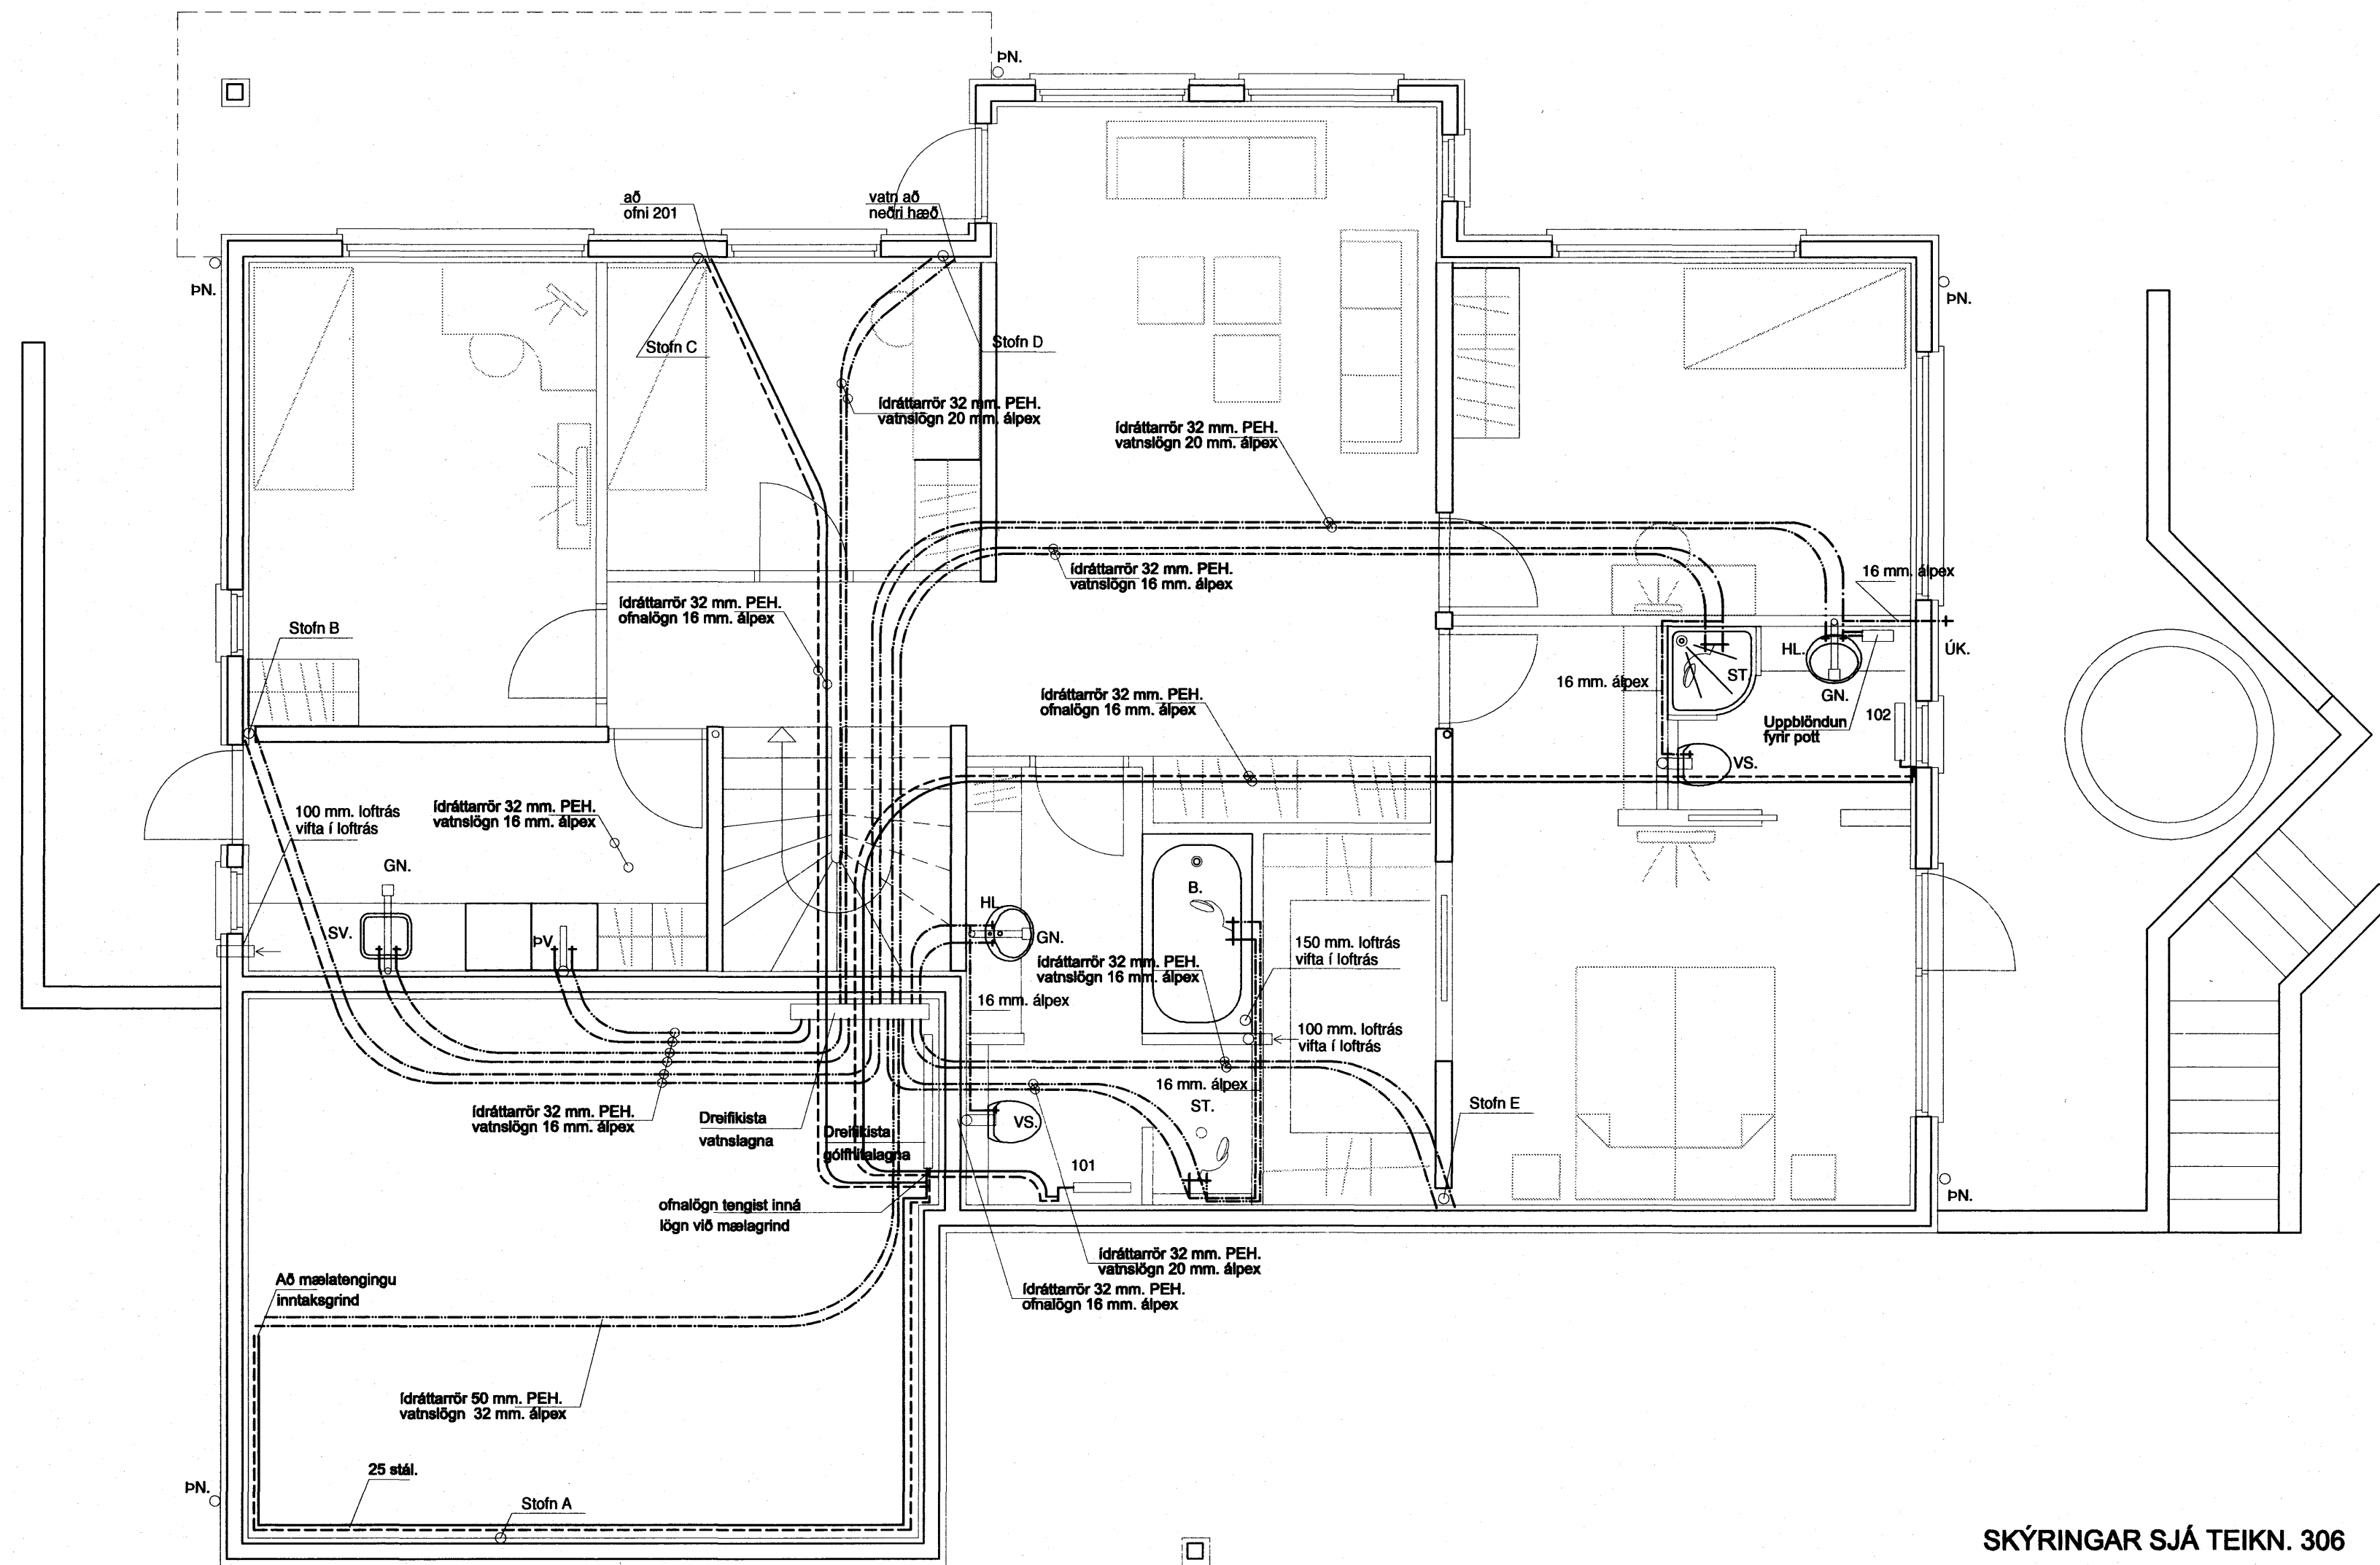 ÞN.
að
ofni 201
vatn að
neðri hæð
ÞN.
ÞN.
Stofn C
Stofn D
ídráttarrör 32 mm. PEH.
vatnslögn 20 mm. álpex
ídráttarrör 32 mm. PEH.
vatnslögn 20 mm. álpex
ídráttarrör 32 mm. PEH.
vatnslögn 16 mm. álpex
16 mm. álpex
ídráttarrör 32 mm. PEH.
ofnalögn 16 mm. álpex
Stofn B
HL.
ÚK.
ST.
16 mm. álpex
GN.
ídráttarrör 32 mm. PEH.
ofnalögn 16 mm. álpex
Uppblöndun
fyrir pott
102
VS.
100 mm. loftrás
vifta í loftrás
ídráttarrör 32 mm. PEH.
vatnslögn 16 mm. álpex
GN.
B.
HL.
SV.
ÞV.
GN.
150 mm. loftrás
vifta í loftrás
ídráttarrör 32 mm. PEH.
vatnslögn 16 mm. álpex
16 mm. álpex
100 mm. loftrás
vifta í loftrás
16 mm. álpex
ST.
Stofn E
ídráttarrör 32 mm. PEH.
vatnslögn 16 mm. álpex
Dreifikista
vatnslagna
Dreifikista
gólfhitalagna
VS.
101
ÞN.
ofnalögn tengist inná
lögn við mælagrind
ídráttarrör 32 mm. PEH.
vatnslögn 20 mm. álpex
ídráttarrör 32 mm. PEH.
ofnalögn 16 mm. álpex
Að mælatengingu
inntaksgrind
ídráttarrör 50 mm. PEH.
vatnslögn 32 mm. álpex
25 stál.
ÞN.
Stofn A
SKÝRINGAR SJÁ TEIKN. 306